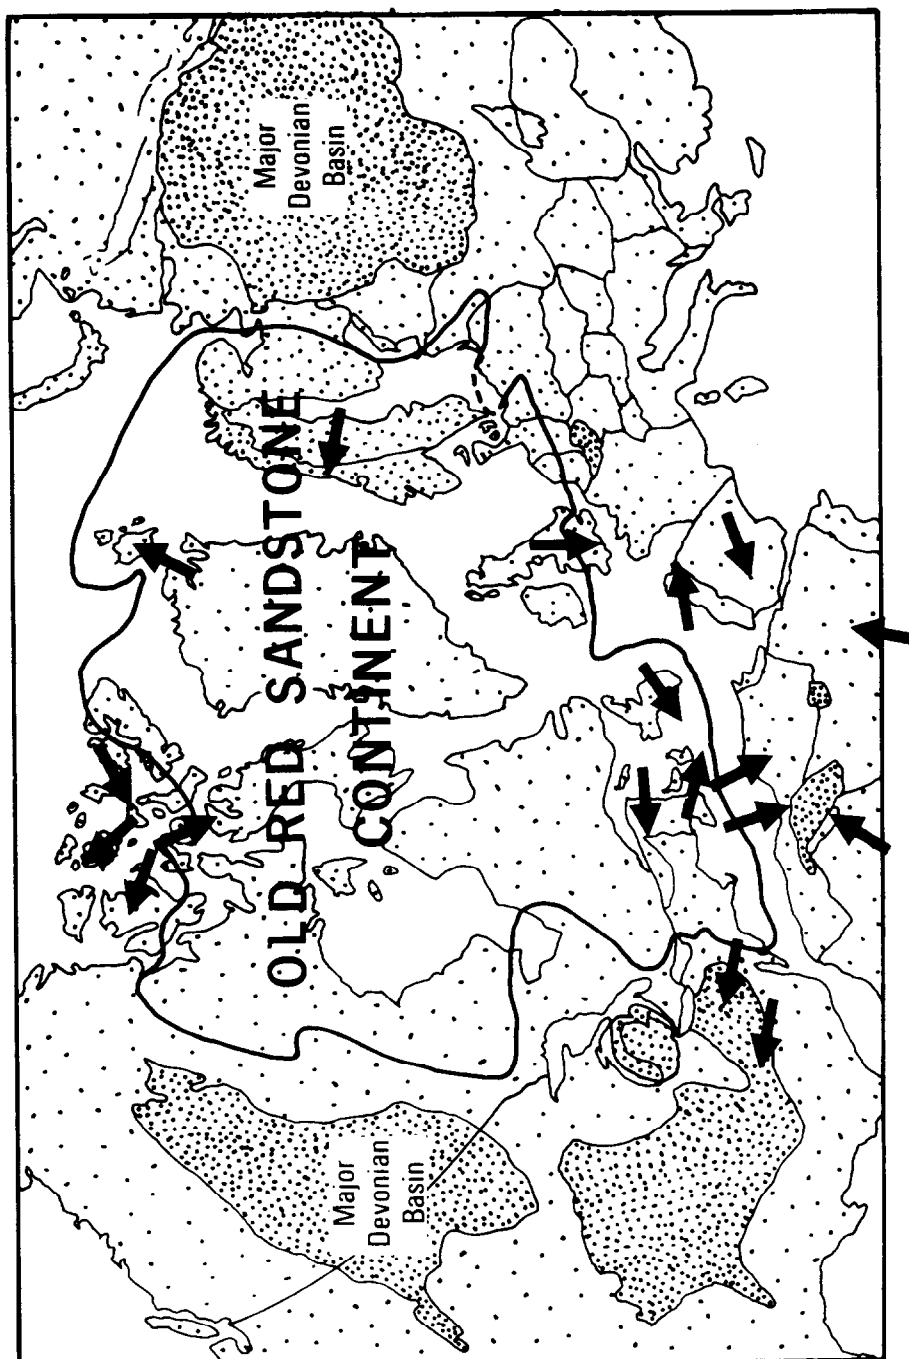 Major
Devonian
Basin
OLD RED SANDSTONE
CONTINENT
Major
Devonian
Basin